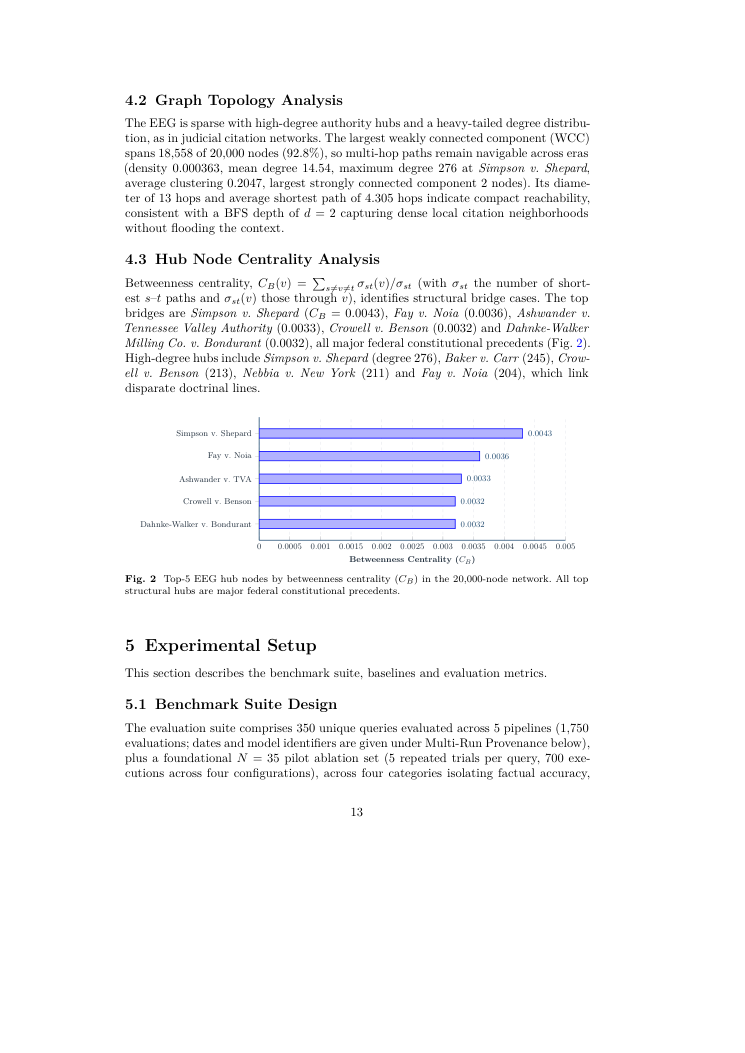 4.2 Graph Topology Analysis
The EEG is sparse with high-degree authority hubs and a heavy-tailed degree distribu-
tion, as in judicial citation networks. The largest weakly connected component (WCC)
spans 18,558 of 20,000 nodes (92.8%), so multi-hop paths remain navigable across eras
(density 0.000363, mean degree 14.54, maximum degree 276 at Simpson v. Shepard,
average clustering 0.2047, largest strongly connected component 2 nodes). Its diame-
ter of 13 hops and average shortest path of 4.305 hops indicate compact reachability,
consistent with a BFS depth of d = 2 capturing dense local citation neighborhoods
without flooding the context.
4.3 Hub Node Centrality Analysis
Betweenness centrality, C_B(v) = ∑_{s≠v≠t} σ_{st}(v)/σ_{st} (with σ_{st} the number of short-
est s–t paths and σ_{st}(v) those through v), identifies structural bridge cases. The top
bridges are Simpson v. Shepard (C_B = 0.0043), Fay v. Noia (0.0036), Ashwander v.
Tennessee Valley Authority (0.0033), Crowell v. Benson (0.0032) and Dahnke-Walker
Milling Co. v. Bondurant (0.0032), all major federal constitutional precedents (Fig. 2).
High-degree hubs include Simpson v. Shepard (degree 276), Baker v. Carr (245), Crow-
ell v. Benson (213), Nebbia v. New York (211) and Fay v. Noia (204), which link
disparate doctrinal lines.
Simpson v. Shepard 0.0043
Fay v. Noia 0.0036
Ashwander v. TVA 0.0033
Crowell v. Benson 0.0032
Dahnke-Walker v. Bondurant 0.0032
0 0.0005 0.001 0.0015 0.002 0.0025 0.003 0.0035 0.004 0.0045 0.005
Betweenness Centrality (C_B)
Fig. 2 Top-5 EEG hub nodes by betweenness centrality (C_B) in the 20,000-node network. All top
structural hubs are major federal constitutional precedents.
5 Experimental Setup
This section describes the benchmark suite, baselines and evaluation metrics.
5.1 Benchmark Suite Design
The evaluation suite comprises 350 unique queries evaluated across 5 pipelines (1,750
evaluations; dates and model identifiers are given under Multi-Run Provenance below),
plus a foundational N = 35 pilot ablation set (5 repeated trials per query, 700 exe-
cutions across four configurations), across four categories isolating factual accuracy,
13